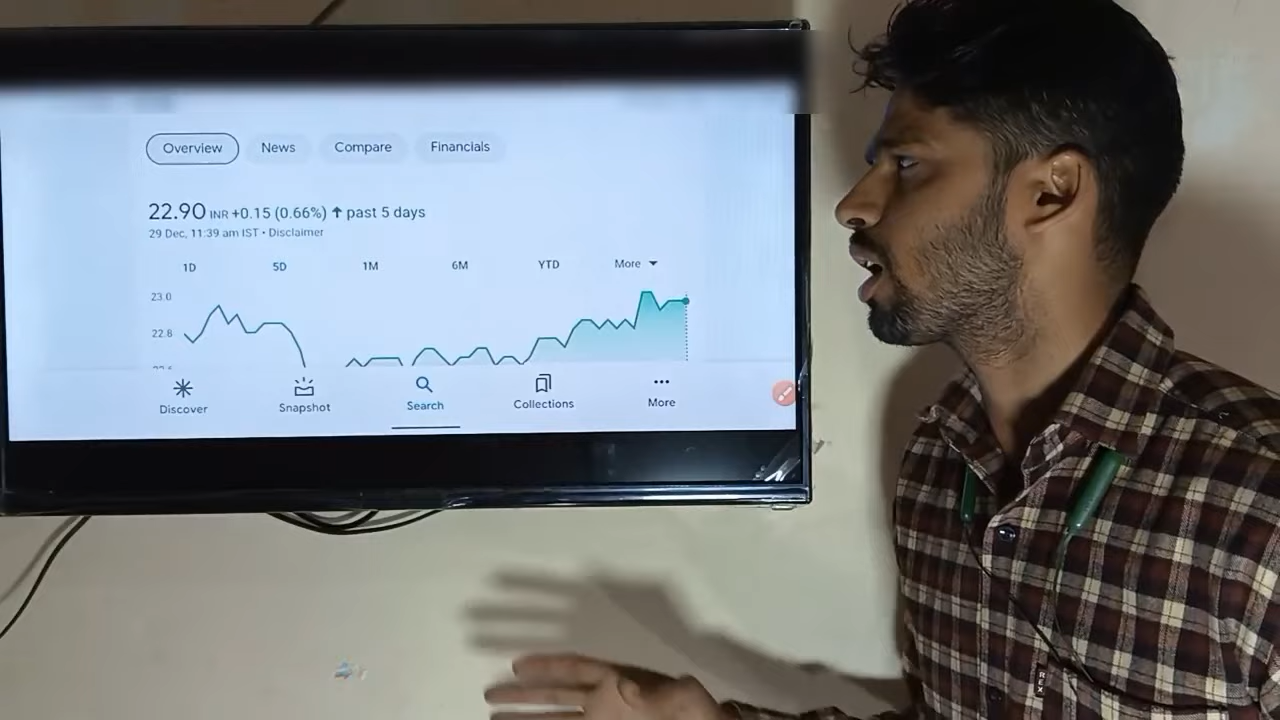 Overview News Compare Financials
22.90 INR +0.15 (0.66%) ↑ past 5 days
29 Dec, 11:39 am IST • Disclaimer
1D 5D 1M 6M YTD More
23.0
22.8
Discover Snapshot Search Collections More
REX